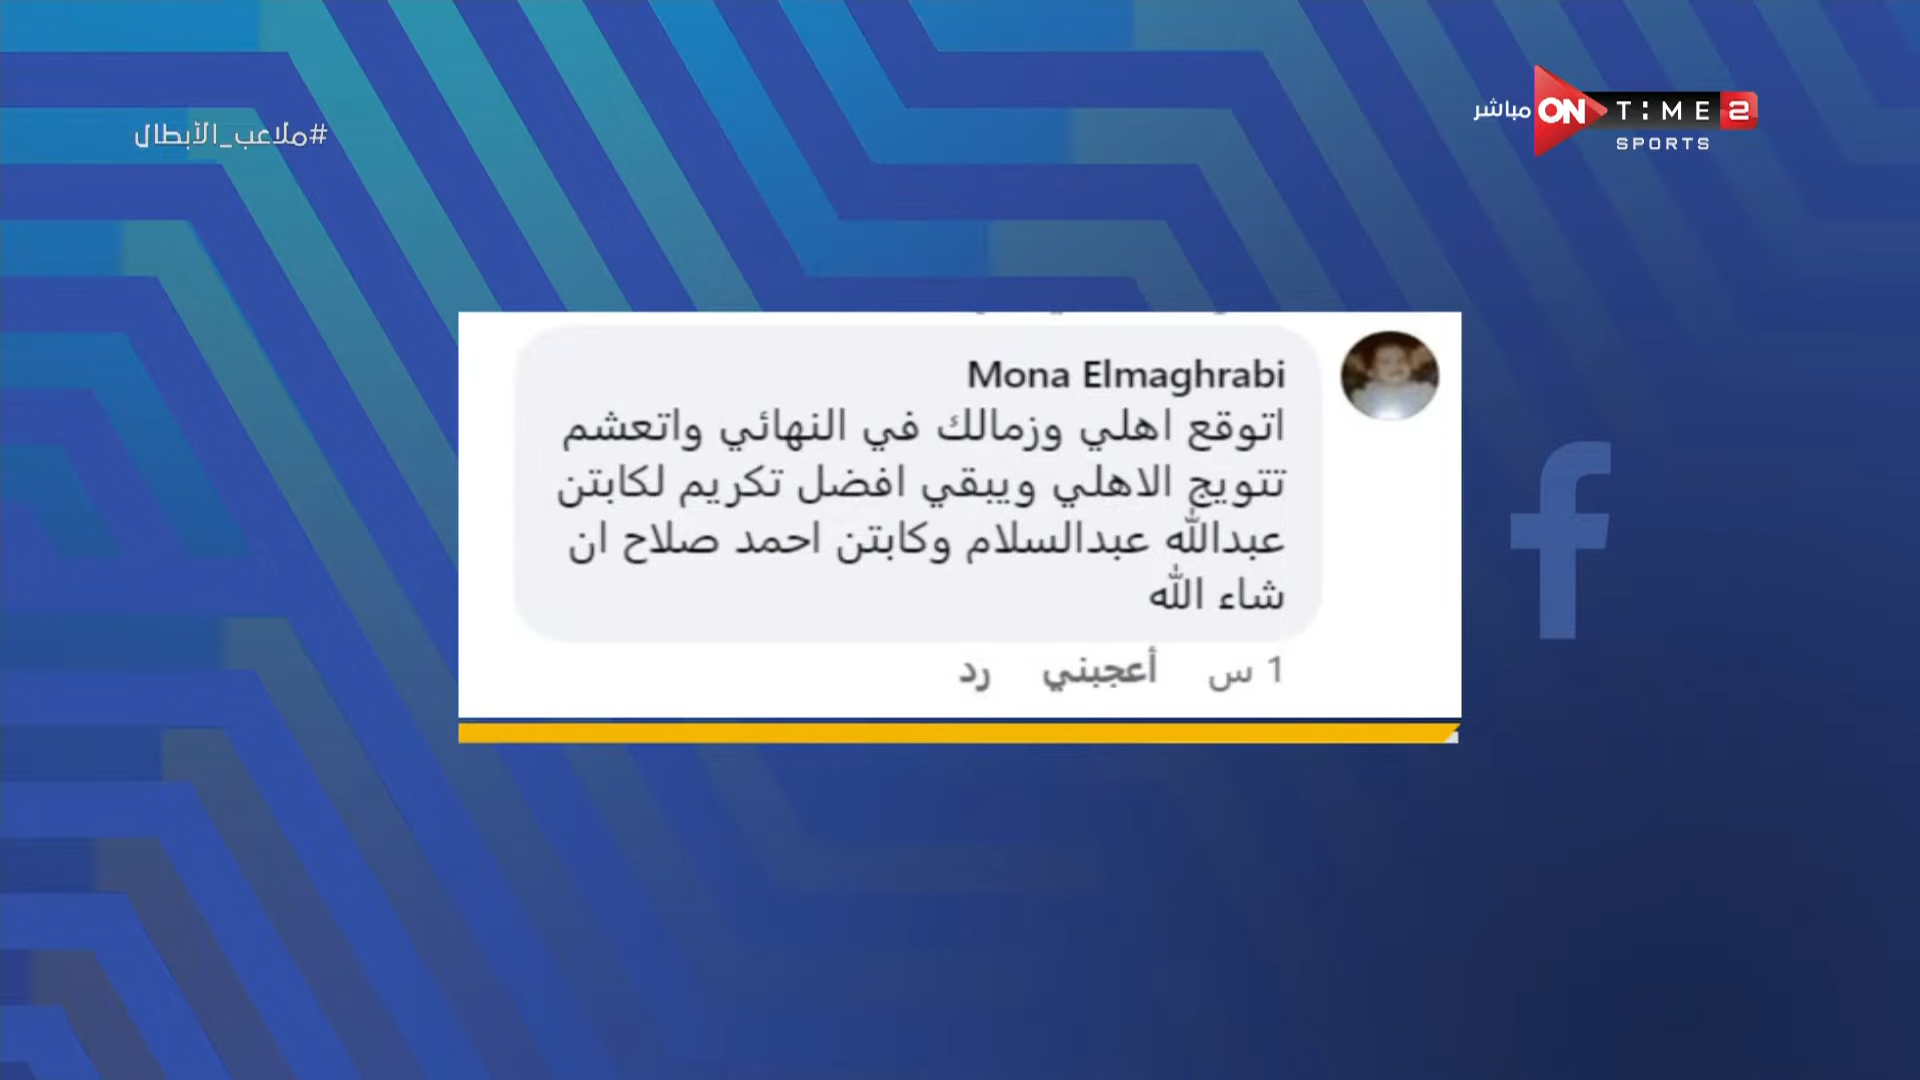 #ملاعب_الأبطال
مباشر ON TIME 2
SPORTS
Mona Elmaghrabi
اتوقع اهلي وزمالك في النهائي واتعشم
تتويج الاهلي ويبقي افضل تكريم لكابتن
عبدالله عبدالسلام وكابتن احمد صلاح ان
شاء الله
1 س أعجبني رد